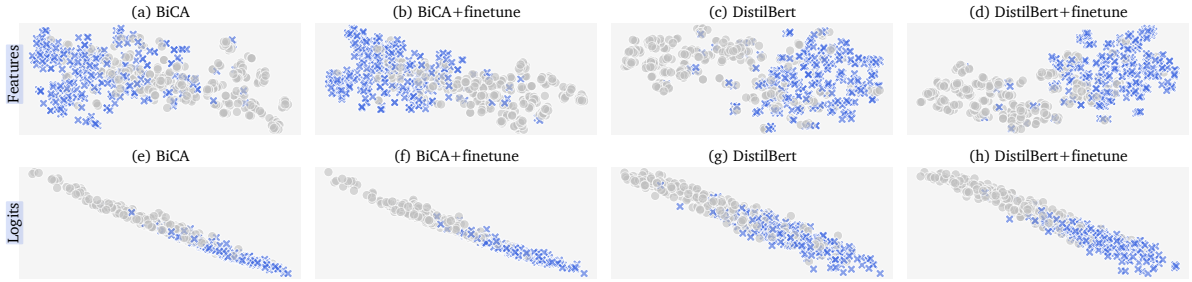 (a) BiCA
(b) BiCA+finetune
(c) DistilBert
(d) DistilBert+finetune
Features
(e) BiCA
(f) BiCA+finetune
(g) DistilBert
(h) DistilBert+finetune
Logits